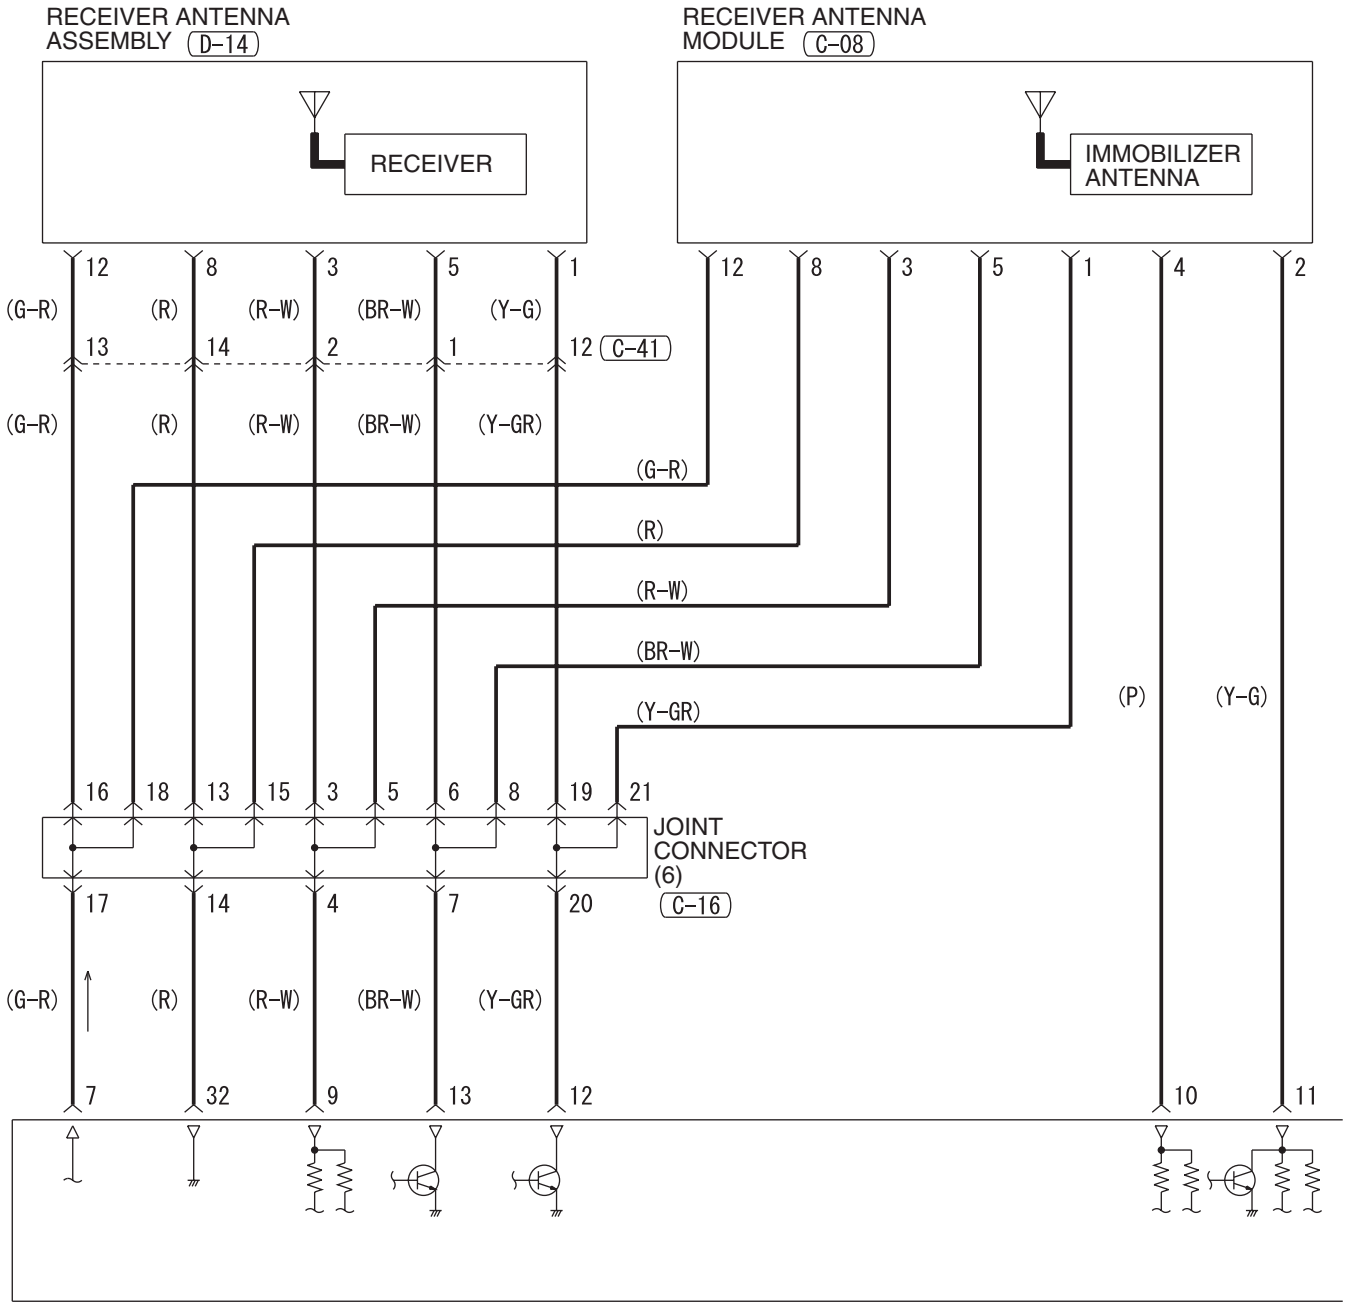 RECEIVER ANTENNA
ASSEMBLY D-14
RECEIVER ANTENNA
MODULE C-08
RECEIVER
IMMOBILIZER
ANTENNA
12 8 3 5 1 12 8 3 5 1 4 2
(G-R) (R) (R-W) (BR-W) (Y-G)
13 14 2 1 12 C-41
(G-R) (R) (R-W) (BR-W) (Y-GR)
(G-R)
(R)
(R-W)
(BR-W)
(P) (Y-G)
(Y-GR)
16 18 13 15 3 5 6 8 19 21
JOINT
CONNECTOR
(6)
17 14 4 7 20 C-16
(G-R) (R) (R-W) (BR-W) (Y-GR)
7 32 9 13 12 10 11